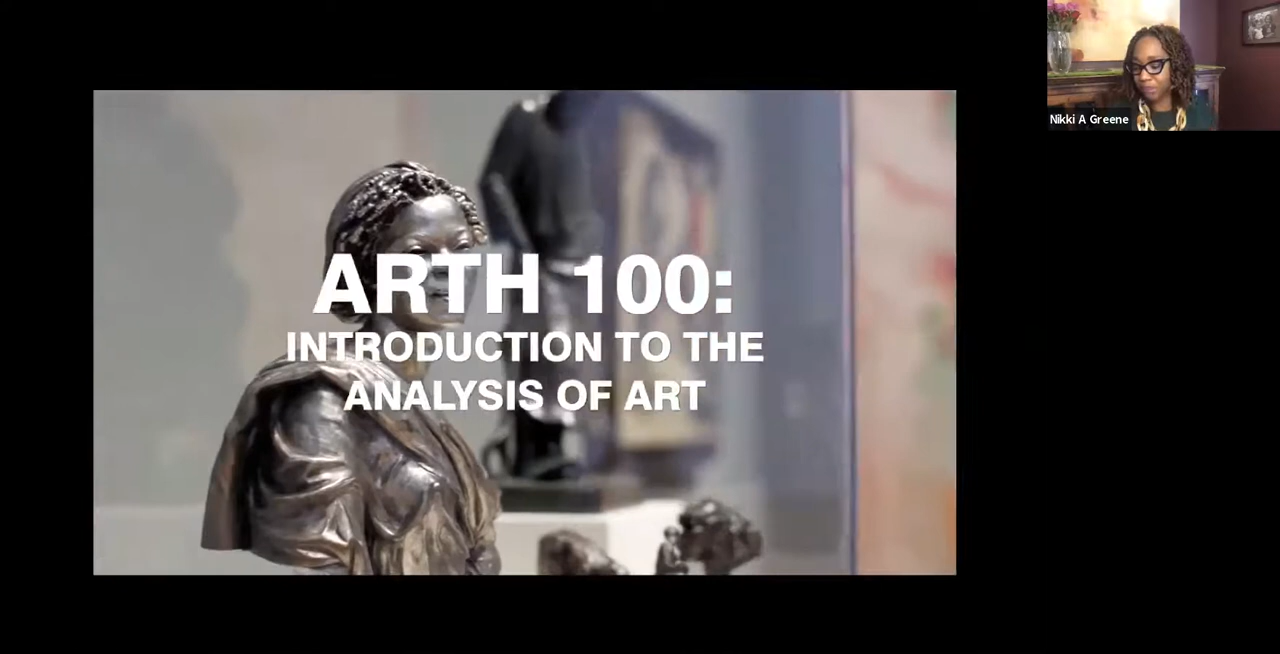 Nikki A Greene
ARTH 100:
INTRODUCTION TO THE
ANALYSIS OF ART